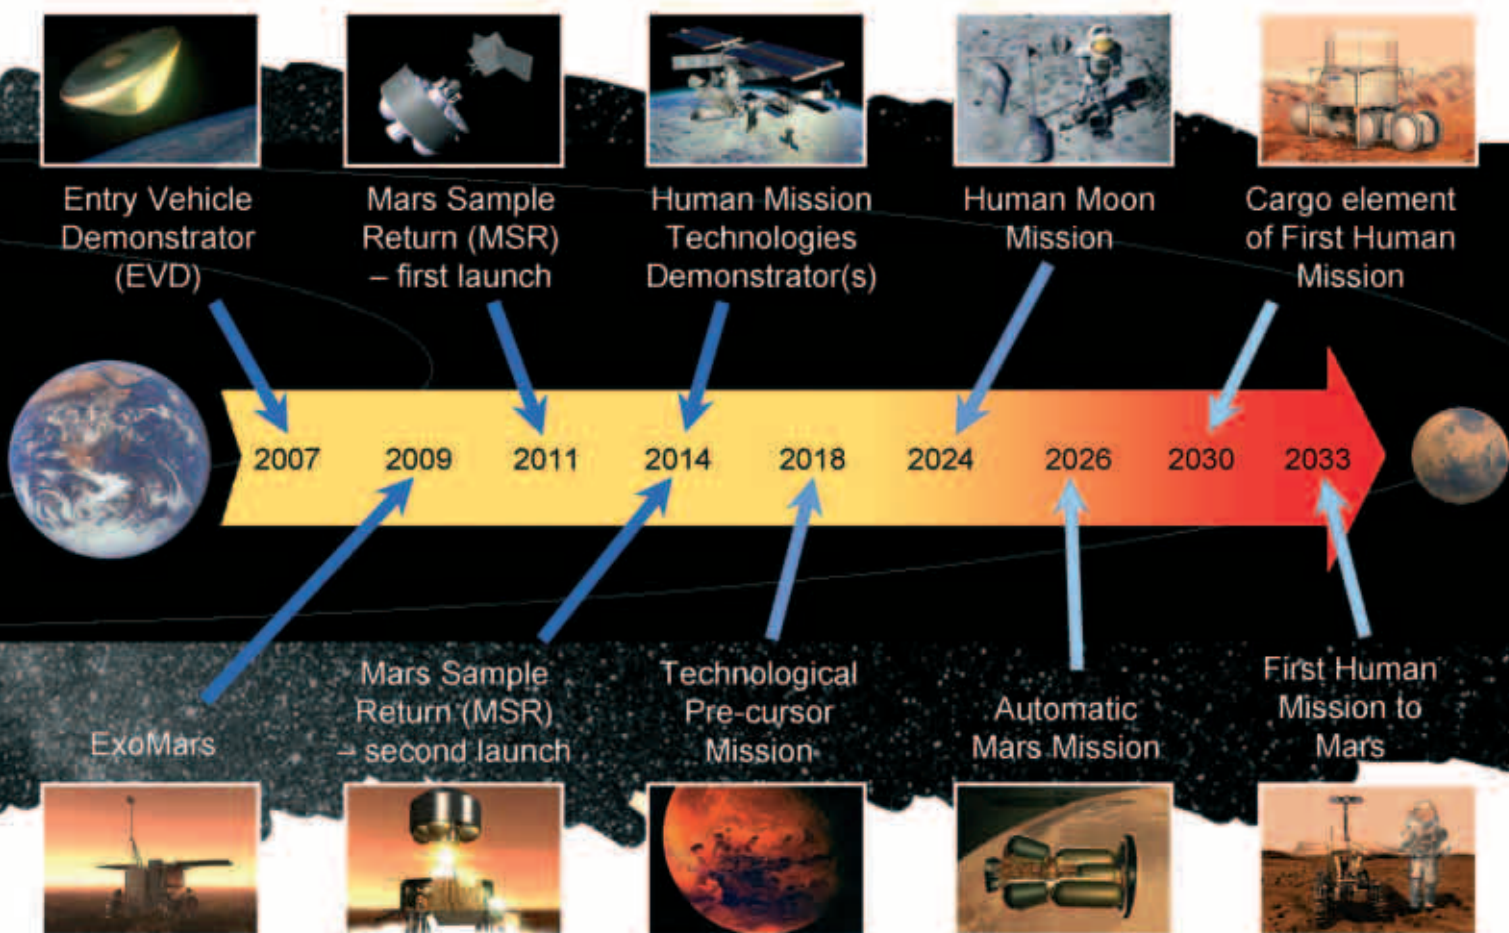 Entry Vehicle
Demonstrator
(EVD)
Mars Sample
Return (MSR)
– first launch
Human Mission
Technologies
Demonstrator(s)
Human Moon
Mission
Cargo element
of First Human
Mission
2007 2009 2011 2014 2018 2024 2026 2030 2033
ExoMars
Mars Sample
Return (MSR)
– second launch
Technological
Pre-cursor
Mission
Automatic
Mars Mission
First Human
Mission to
Mars